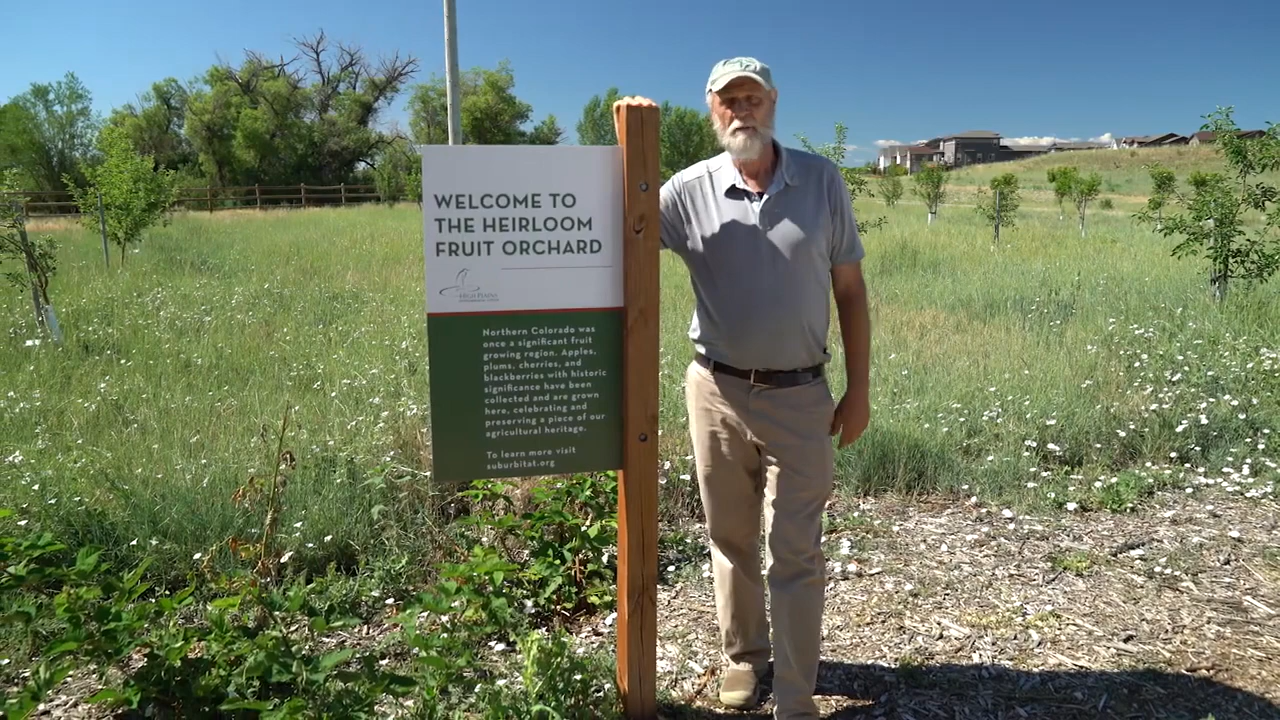 WELCOME TO
THE HEIRLOOM
FRUIT ORCHARD
HIGH PLAINS
Northern Colorado was
once a significant fruit
growing region. Apples,
plums, cherries, and
blackberries with historic
significance have been
collected and are grown
here, celebrating and
preserving a piece of our
agricultural heritage.
To learn more visit
suburbitat.org